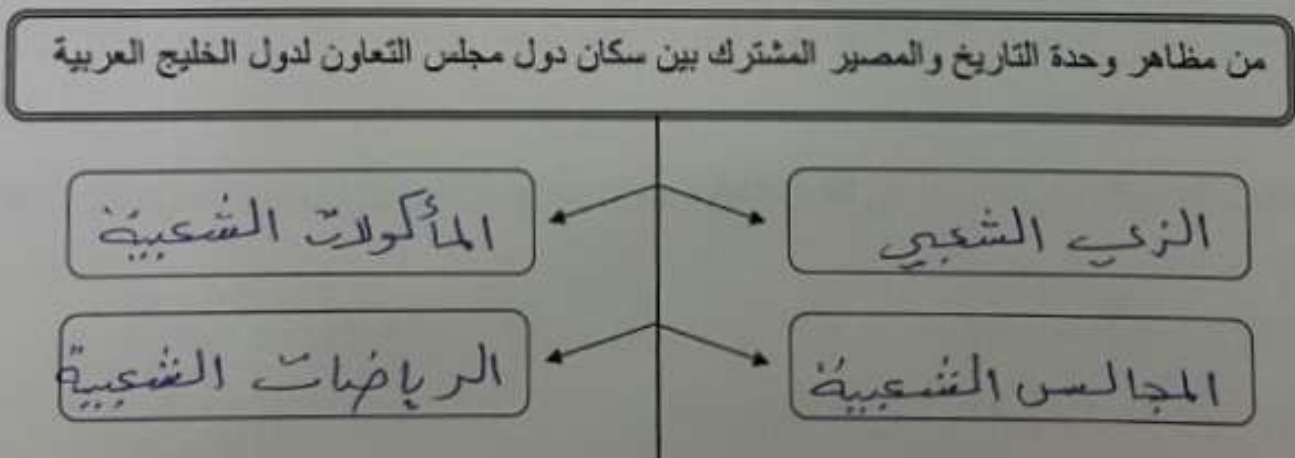 من مظاهر وحدة التاريخ والمصير المشترك بين سكان دول مجلس التعاون لدول الخليج العربية
الزي الشعبي
المأكولات الشعبية
المجالس الشعبية
الرياضات الشعبية